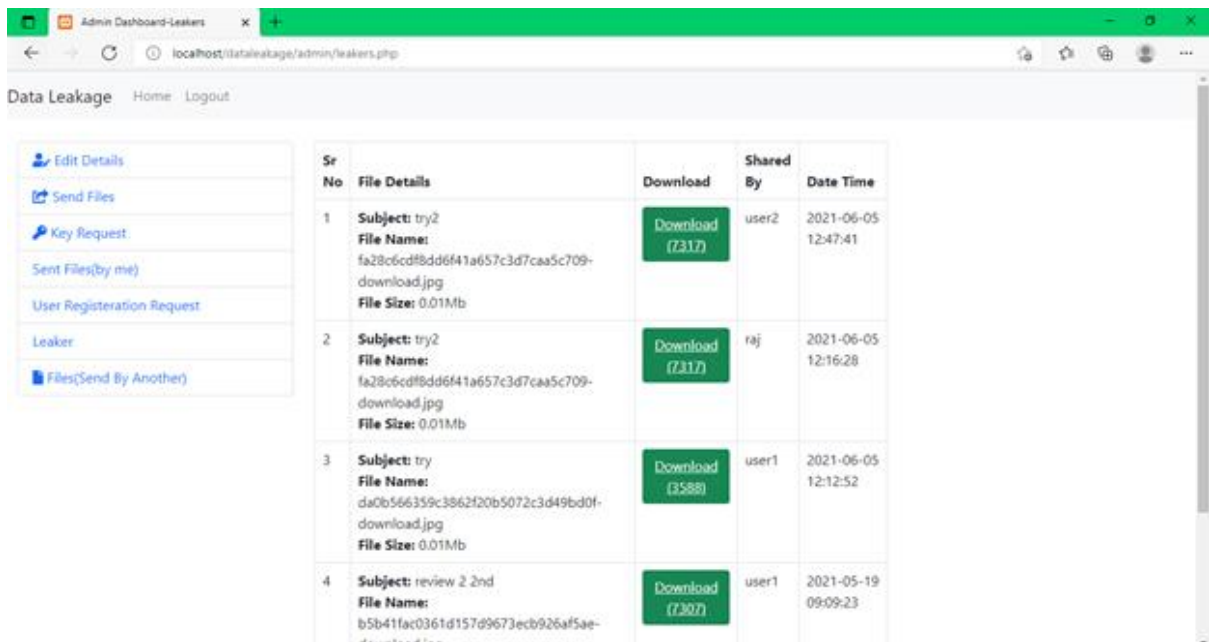 Admin Dashboard-Leakers
localhost/dataleakage/admin/leakers.php
Data Leakage Home Logout
Edit Details
Send Files
Key Request
Sent Files(by me)
User Registeration Request
Leaker
Files(Send By Another)
Sr No File Details Download Shared By Date Time
1 Subject: try2 Download user2 2021-06-05
File Name: (7317) 12:47:41
fa28c6cdf8dd6f41a657c3d7caa5c709-
download.jpg
File Size: 0.01Mb
2 Subject: try2 Download raj 2021-06-05
File Name: (7317) 12:16:28
fa28c6cdf8dd6f41a657c3d7caa5c709-
download.jpg
File Size: 0.01Mb
3 Subject: try Download user1 2021-06-05
File Name: (3588) 12:12:52
da0b566359c3862f20b5072c3d49bd0f-
download.jpg
File Size: 0.01Mb
4 Subject: review 2 2nd Download user1 2021-05-19
File Name: (7307) 09:09:23
b5b41fac0361d157d9673ecb926af5ae-